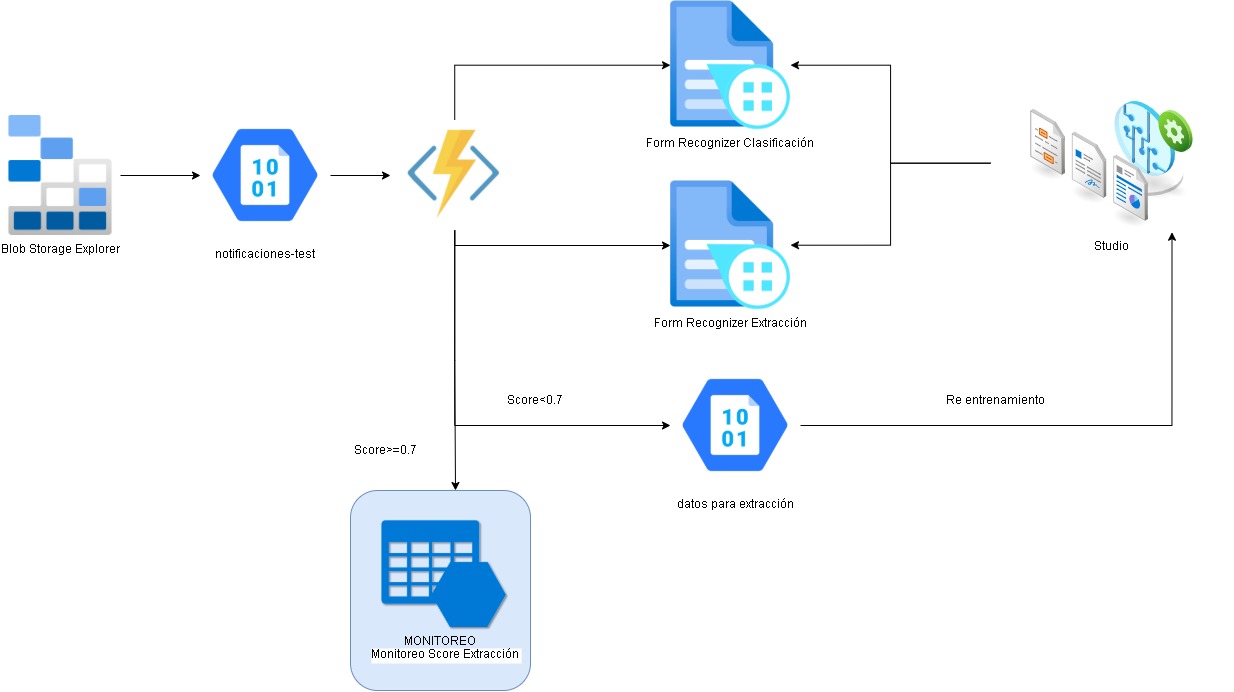 Form Recognizer Clasificación
10
01
Blob Storage Explorer
notificaciones-test
Studio
Form Recognizer Extracción
Score<0.7
Re entrenamiento
10
01
Score>=0.7
datos para extracción
MONITOREO
Monitoreo Score Extracción